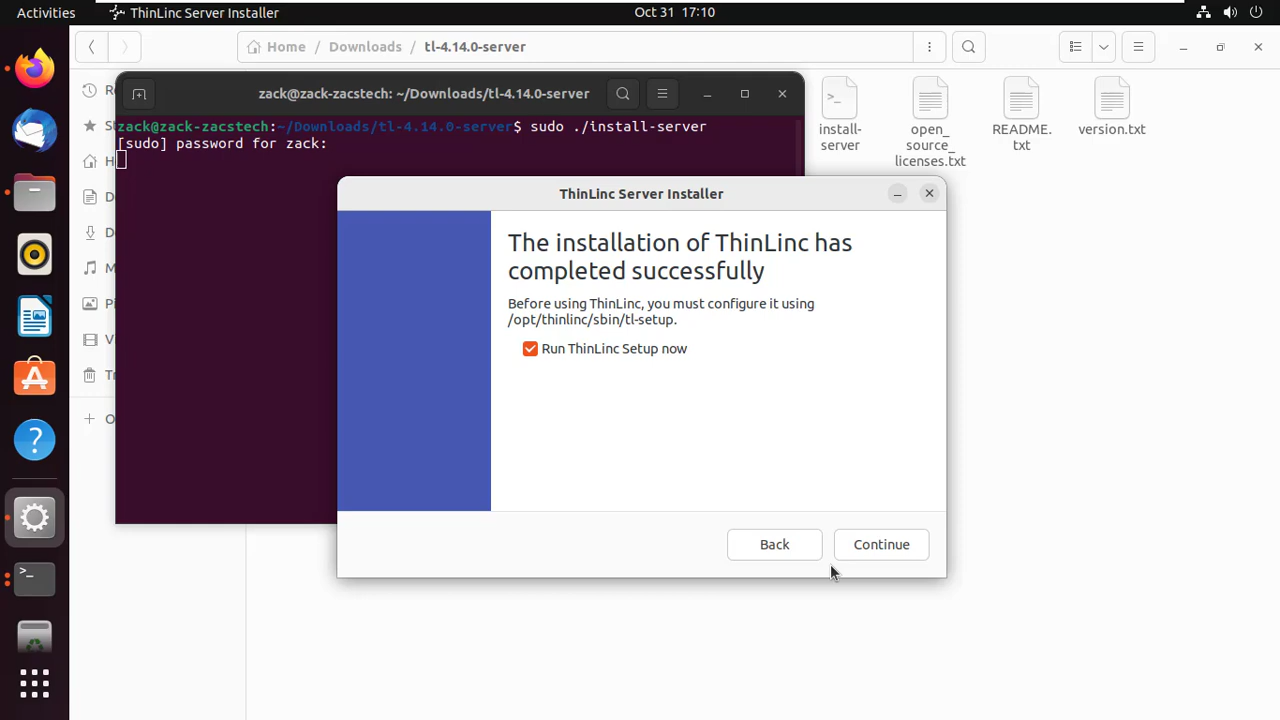 Activities
ThinLinc Server Installer
Oct 31 17:10
Home / Downloads / tl-4.14.0-server
zack@zack-zacstech: ~/Downloads/tl-4.14.0-server
zack@zack-zacstech:~/Downloads/tl-4.14.0-server$ sudo ./install-server
[sudo] password for zack:
install-
server
open_
source_
licenses.txt
README.
txt
version.txt
ThinLinc Server Installer
The installation of ThinLinc has
completed successfully
Before using ThinLinc, you must configure it using
/opt/thinlinc/sbin/tl-setup.
Run ThinLinc Setup now
Back
Continue